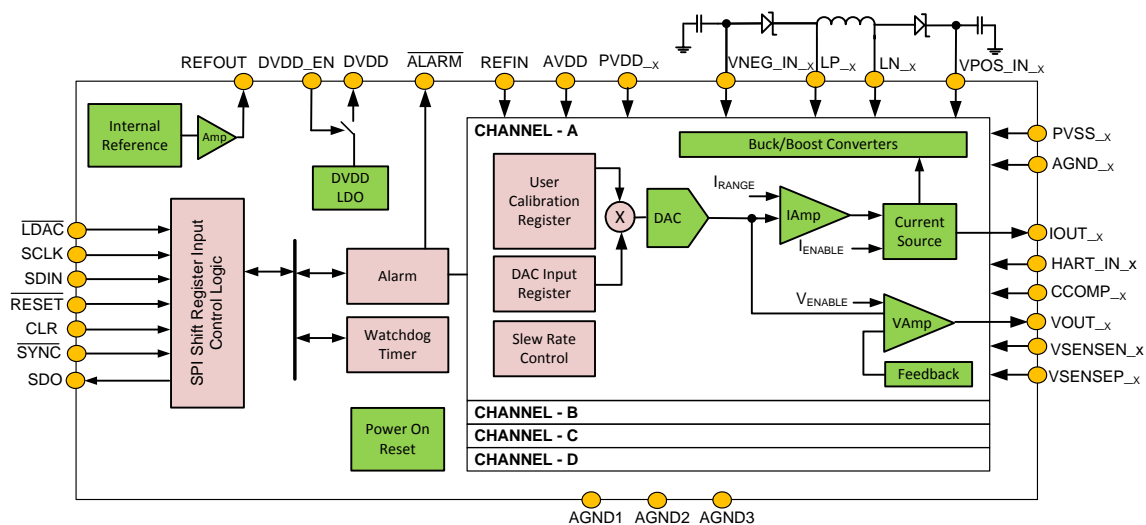 REFOUT
DVDD_EN
DVDD
ALARM
REFIN
AVDD
PVDD_x
VNEG_IN_x
LP_x
LN_x
VPOS_IN_x
Internal
Reference
Amp
DVDD
LDO
CHANNEL - A
Buck/Boost Converters
PVSS_x
AGND_x
User
Calibration
Register
X
DAC
IRANGE
IAmp
IENABLE
Current
Source
IOUT_x
HART_IN_x
CCOMP_x
VOUT_x
VSENSEN_x
VSENSEP_x
LDAC
SCLK
SDIN
RESET
CLR
SYNC
SDO
SPI Shift Register Input
Control Logic
Alarm
Watchdog
Timer
DAC Input
Register
Slew Rate
Control
VENABLE
VAmp
Feedback
Power On
Reset
CHANNEL - B
CHANNEL - C
CHANNEL - D
AGND1
AGND2
AGND3